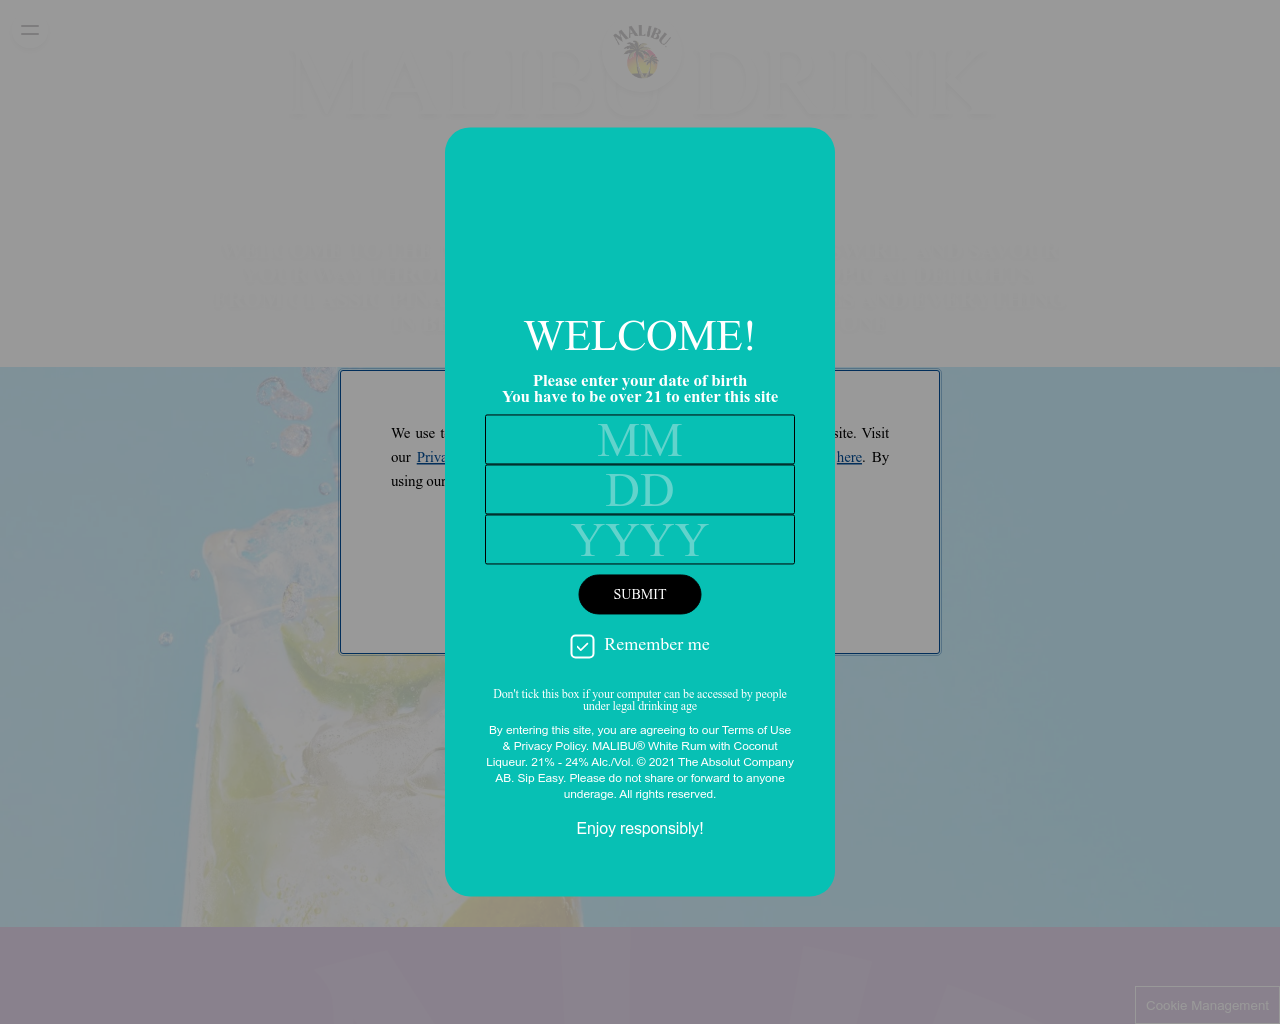 MALIBU
MALIBU DRINK
WELCOME!
Please enter your date of birth
You have to be over 21 to enter this site
MM
DD
YYYY
SUBMIT
Remember me
Don't tick this box if your computer can be accessed by people
under legal drinking age
By entering this site, you are agreeing to our Terms of Use
& Privacy Policy. MALIBU® White Rum with Coconut
Liqueur. 21% - 24% Alc./Vol. © 2021 The Absolut Company
AB. Sip Easy. Please do not share or forward to anyone
underage. All rights reserved.
Enjoy responsibly!
We use
site. Visit
our
here. By
using our
Cookie Management